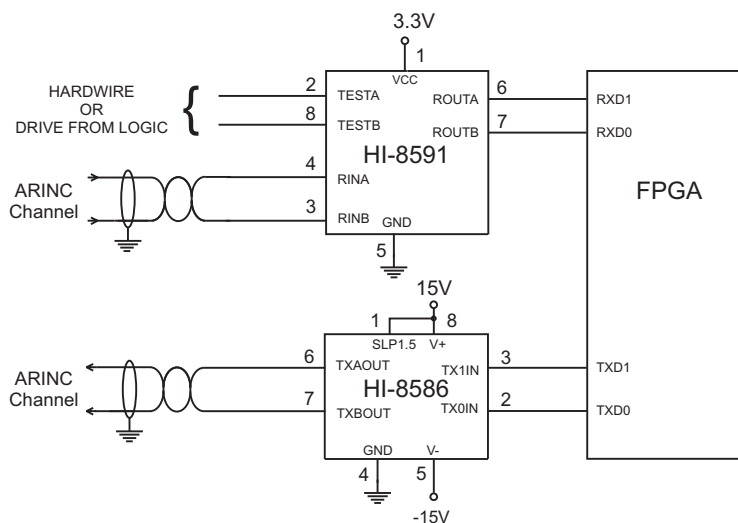 3.3V
1
VCC
HARDWIRE
OR
DRIVE FROM LOGIC
{
2
TESTA
8
TESTB
ROUTA
6
RXD1
ROUTB
7
RXD0
HI-8591
FPGA
ARINC
Channel
4
RINA
3
RINB
GND
5
15V
1
8
SLP1.5
V+
ARINC
Channel
6
TXAOUT
7
TXBOUT
HI-8586
TX1IN
3
TXD1
TX0IN
2
TXD0
GND
V-
4
5
-15V